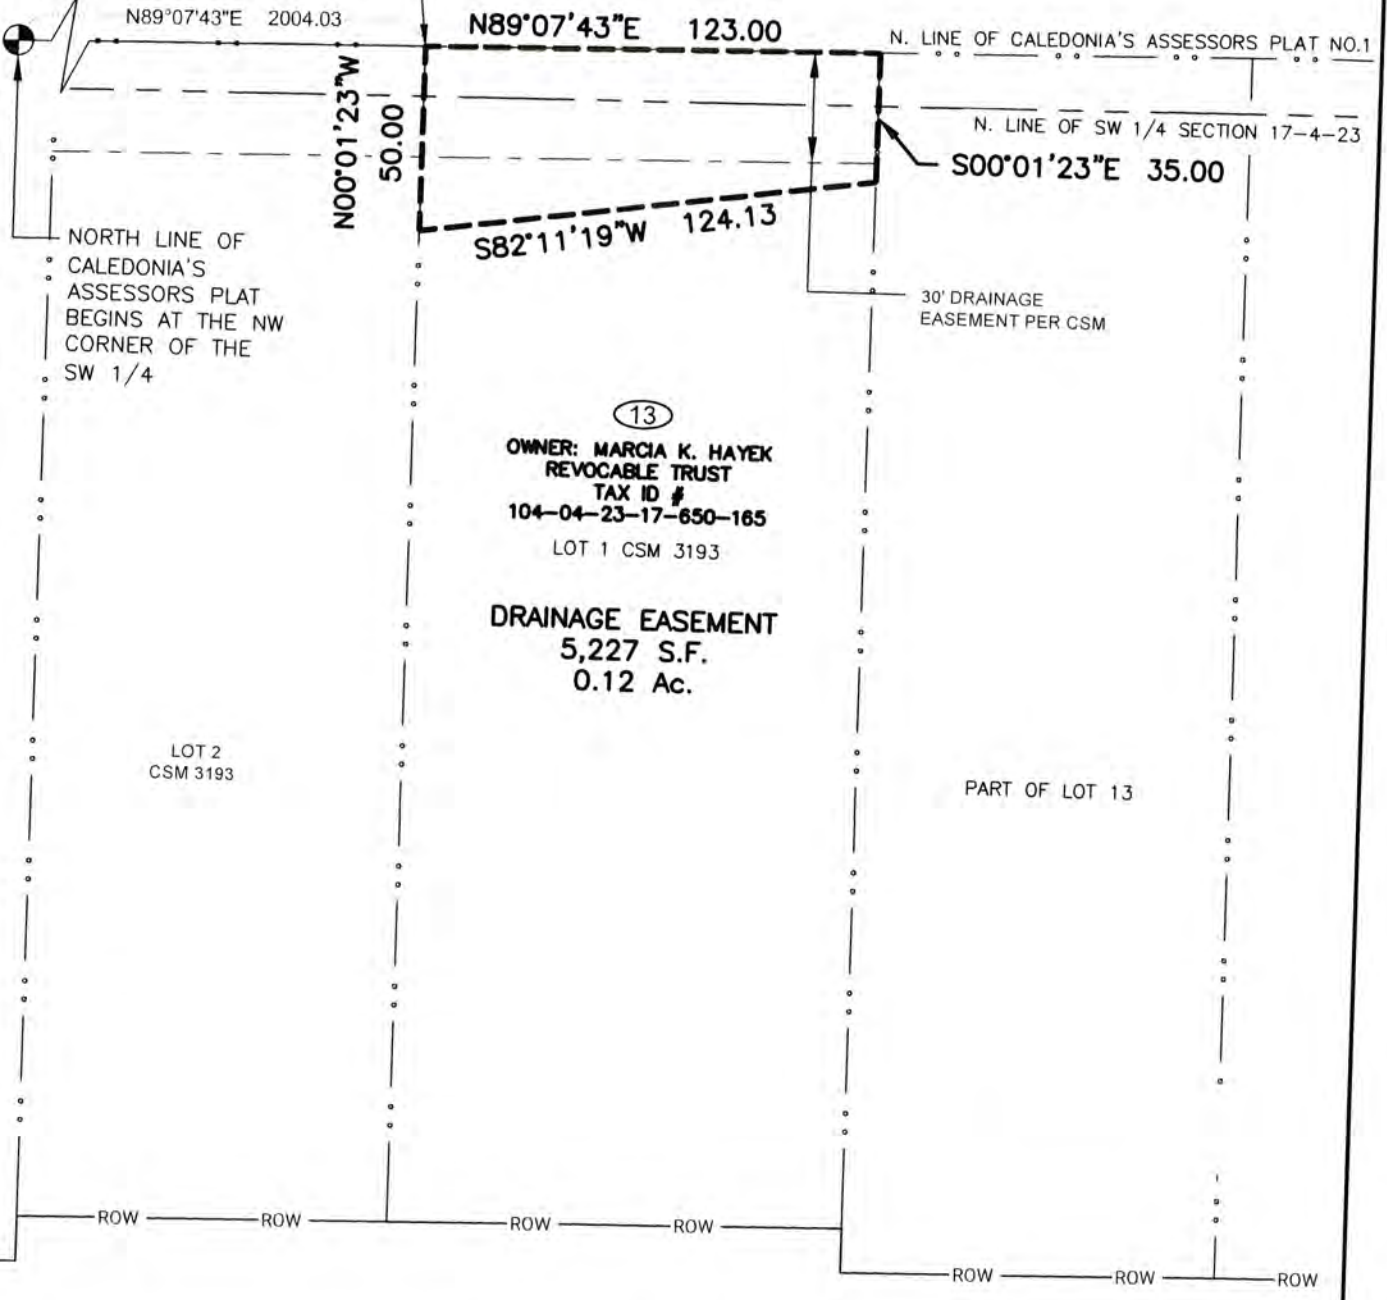 N89°07'43"E 2004.03
N89°07'43"E 123.00
N. LINE OF CALEDONIA'S ASSESSORS PLAT NO.1
N00°01'23"W
50.00
N. LINE OF SW 1/4 SECTION 17-4-23
S00°01'23"E 35.00
S82°11'19"W 124.13
NORTH LINE OF
CALEDONIA'S
ASSESSORS PLAT
BEGINS AT THE NW
CORNER OF THE
SW 1/4
30' DRAINAGE
EASEMENT PER CSM
13
OWNER: MARCIA K. HAYEK
REVOCABLE TRUST
TAX ID #
104-04-23-17-650-165
LOT 1 CSM 3193
DRAINAGE EASEMENT
5,227 S.F.
0.12 Ac.
LOT 2
CSM 3193
PART OF LOT 13
ROW ROW ROW ROW
ROW ROW ROW